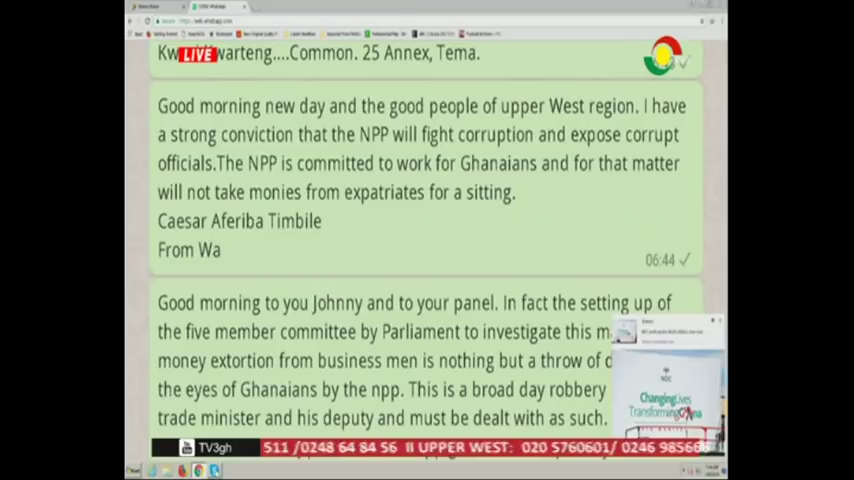 Kw
LIVE
warteng....Common. 25 Annex, Tema.
Good morning new day and the good people of upper West region. I have
a strong conviction that the NPP will fight corruption and expose corrupt
officials.The NPP is committed to work for Ghanaians and for that matter
will not take monies from expatriates for a sitting.
Caesar Aferiba Timbile
From Wa
06:44
Good morning to you Johnny and to your panel. In fact the setting up of
the five member committee by Parliament to investigate this m
money extortion from business men is nothing but a throw of d
the eyes of Ghanaians by the npp. This is a broad day robbery
trade minister and his deputy and must be dealt with as such.
NDC
ChangingLives
Transforming
TV3gh
511 /0248 64 84 56 II UPPER WEST: 020 5760601/ 0246 985666